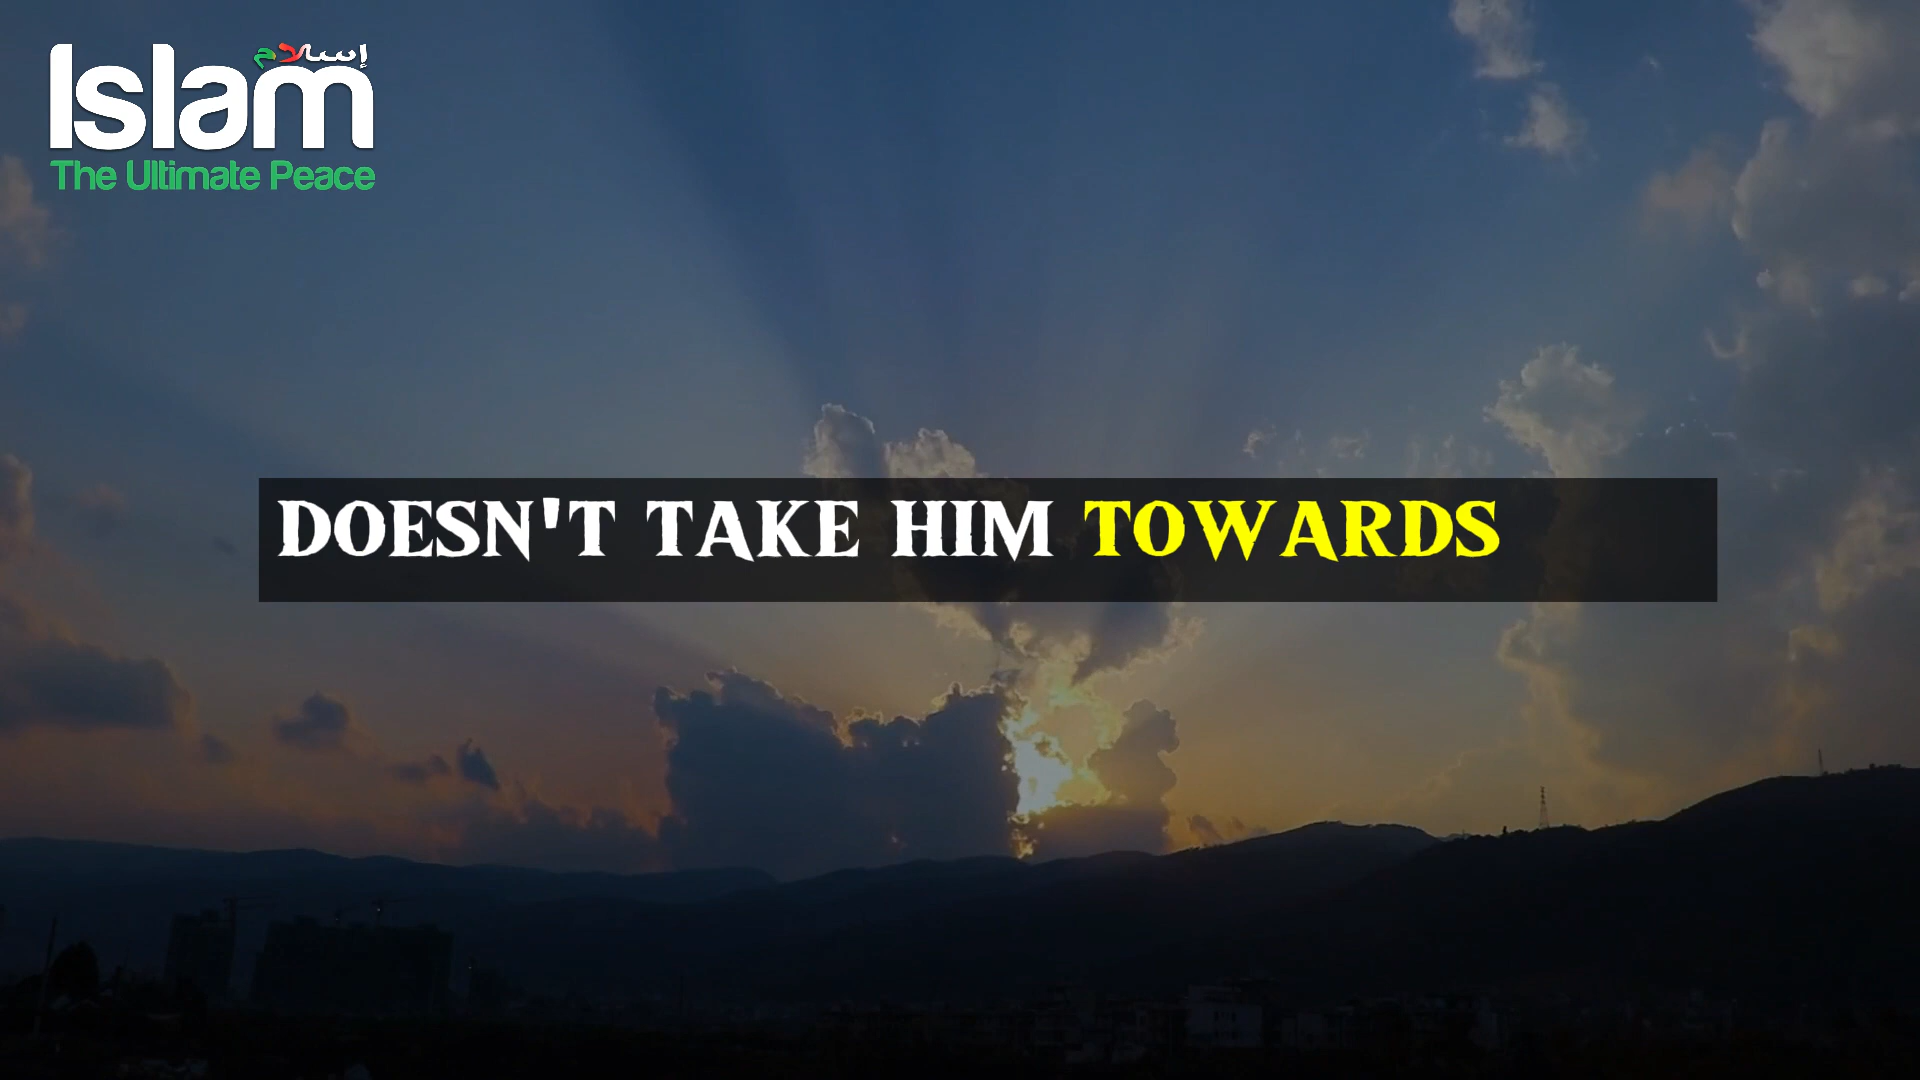 إسلام
Islam
The Ultimate Peace
DOESN'T TAKE HIM TOWARDS